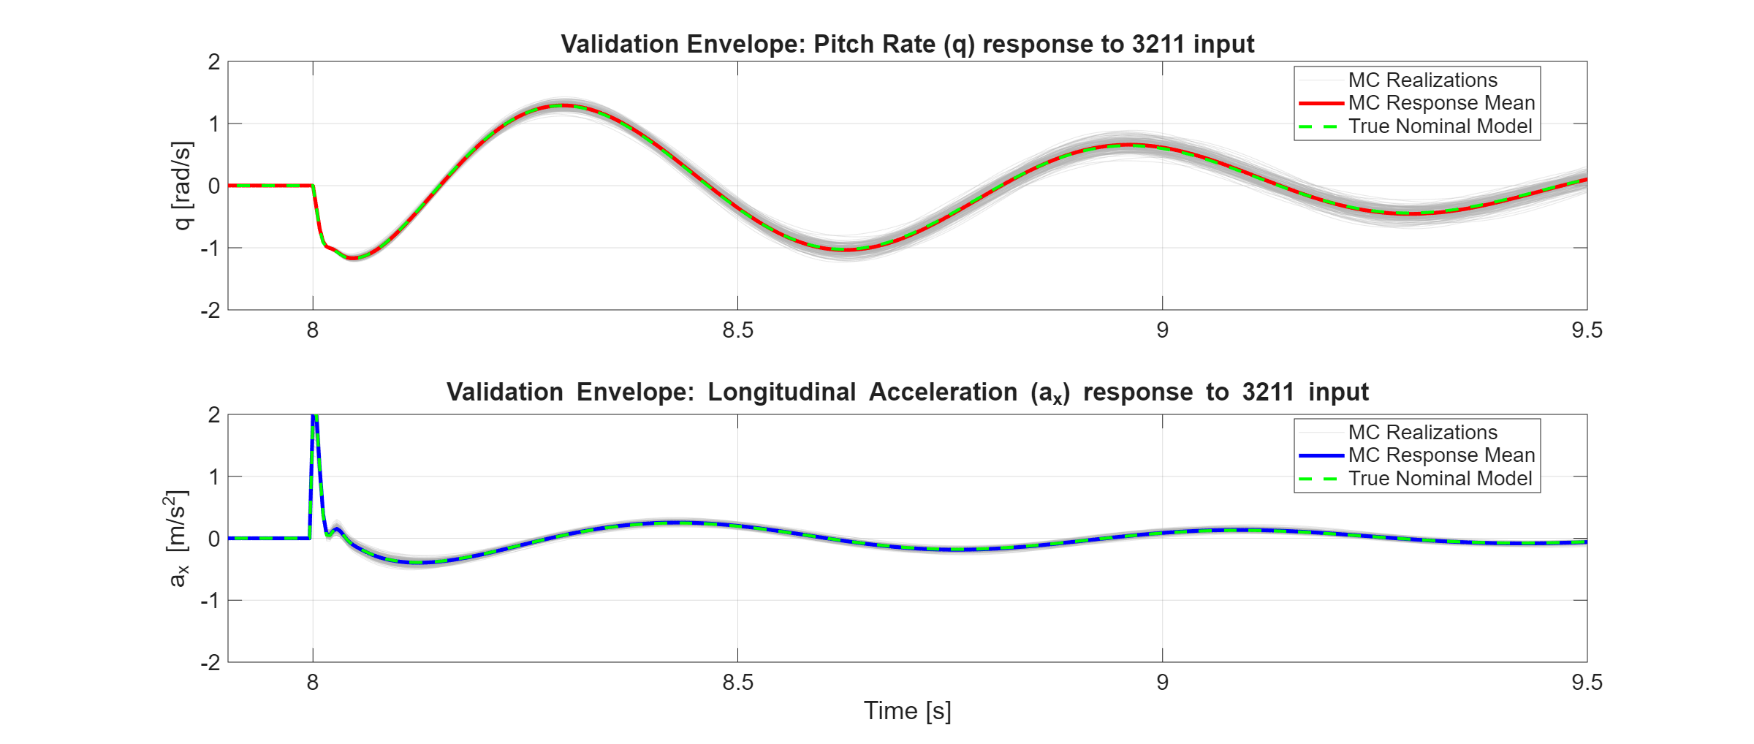 Validation Envelope: Pitch Rate (q) response to 3211 input
2
1
0
-1
-2
q [rad/s]
MC Realizations
MC Response Mean
True Nominal Model
8
8.5
9
9.5
Validation Envelope: Longitudinal Acceleration (aₓ) response to 3211 input
2
1
0
-1
-2
aₓ [m/s²]
MC Realizations
MC Response Mean
True Nominal Model
8
8.5
9
9.5
Time [s]